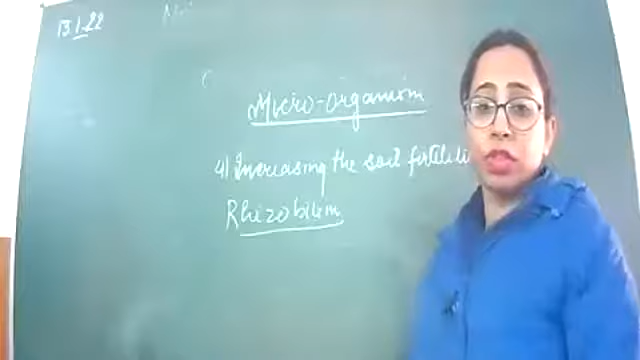 13.1.22
Micro-organism
4) Increasing the soil fertili
Rhizobium